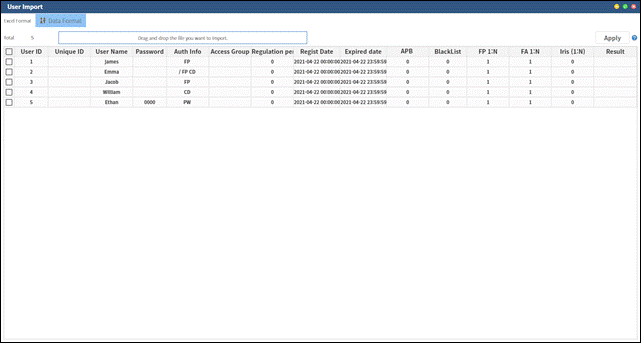 User Import
Excel Format Data Format
Total 5 Drag and drop the file you want to import. Apply
User ID Unique ID User Name Password Auth Info Access Group Regulation pe Regist Date Expired date APB BlackList FP 1:N FA 1:N Iris (1:N) Result
1 James FP 0 2021-04-22 00:00:00 2021-04-22 23:59:59 0 0 1 1 0
2 Emma / FP CD 0 2021-04-22 00:00:00 2021-04-22 23:59:59 0 0 1 1 0
3 Jacob FP 0 2021-04-22 00:00:00 2021-04-22 23:59:59 0 0 1 1 0
4 William CD 0 2021-04-22 00:00:00 2021-04-22 23:59:59 0 0 1 1 0
5 Ethan 0000 PW 0 2021-04-22 00:00:00 2021-04-22 23:59:59 0 0 1 1 0